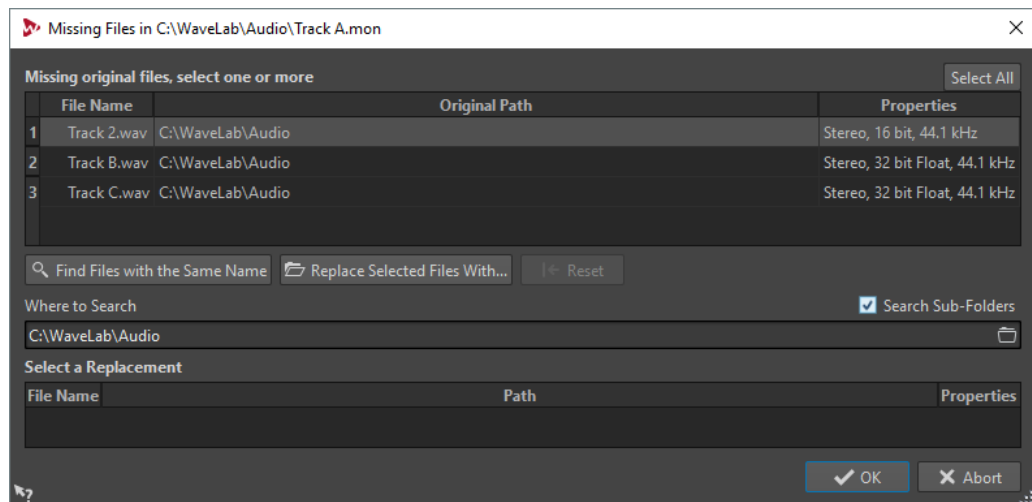 Missing Files in C:\WaveLab\Audio\Track A.mon
Missing original files, select one or more Select All
File Name Original Path Properties
1 Track 2.wav C:\WaveLab\Audio Stereo, 16 bit, 44.1 kHz
2 Track B.wav C:\WaveLab\Audio Stereo, 32 bit Float, 44.1 kHz
3 Track C.wav C:\WaveLab\Audio Stereo, 32 bit Float, 44.1 kHz
Find Files with the Same Name Replace Selected Files With... Reset
Where to Search Search Sub-Folders
C:\WaveLab\Audio
Select a Replacement
File Name Path Properties
OK Abort
?